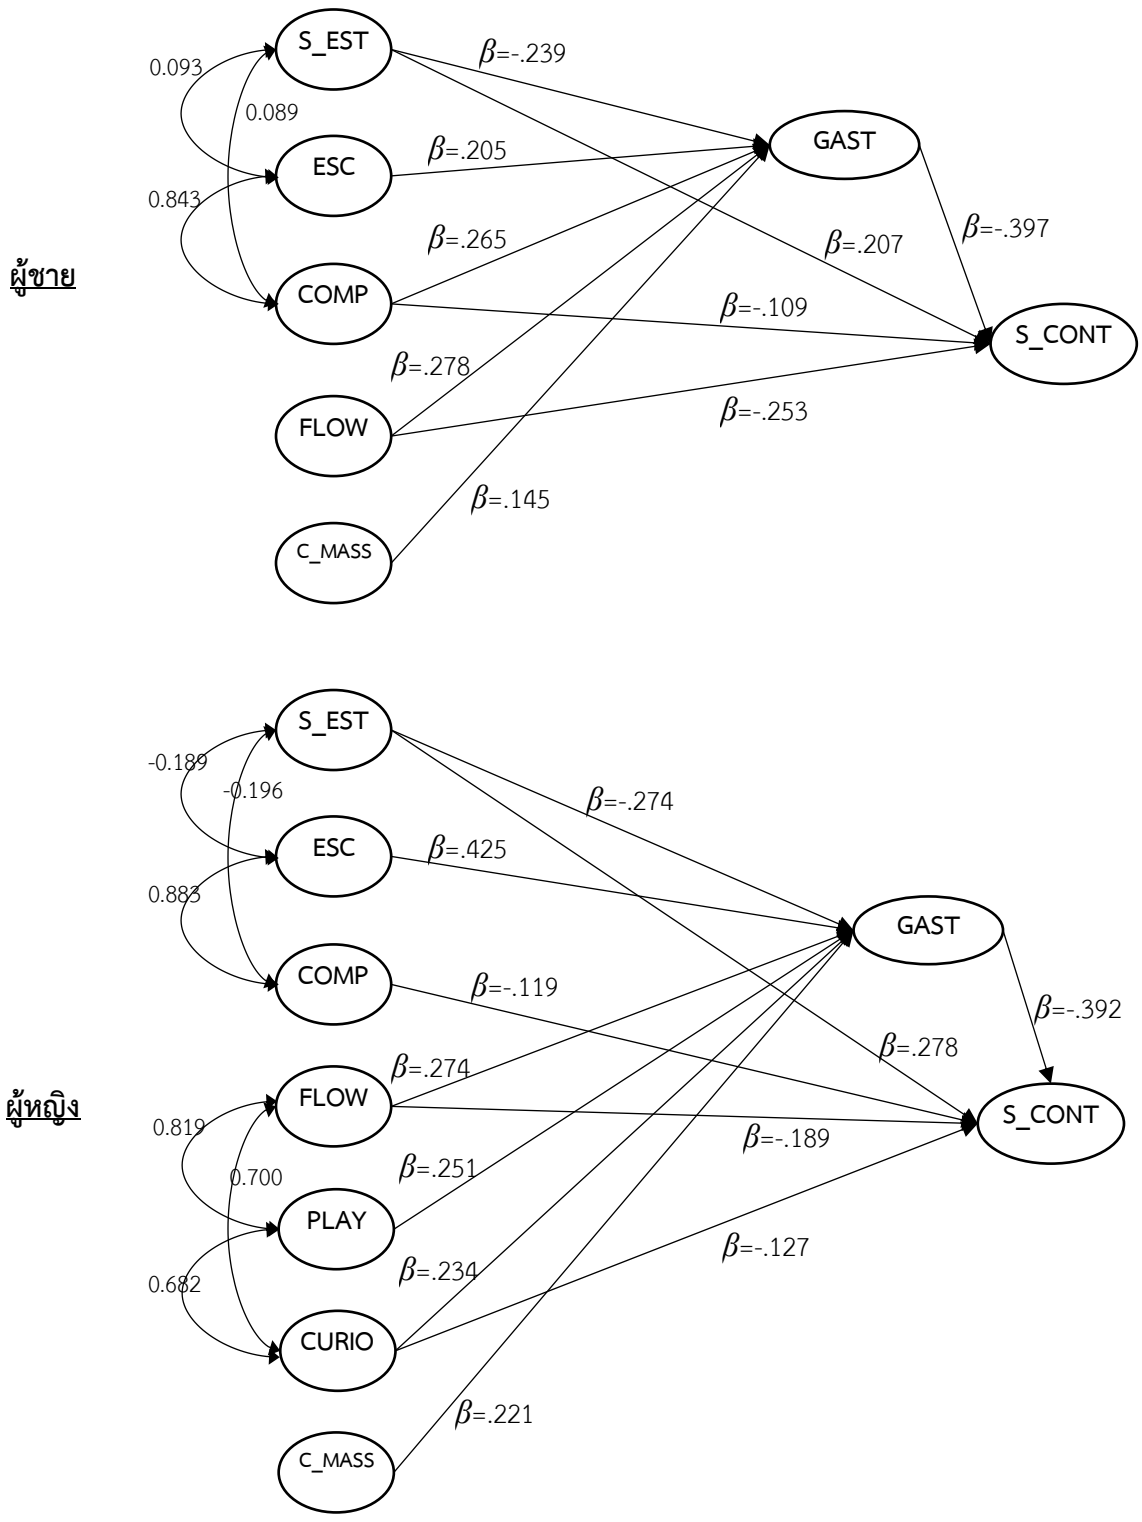 S_EST
β=-.239
0.093
0.089
GAST
ESC
β=.205
0.843
β=-.397
β=.265
β=.207
ผู้ชาย
COMP
β=-.109
S_CONT
β=.278
β=-.253
FLOW
β=.145
C_MASS
S_EST
-0.189
-0.196
β=-.274
ESC
β=.425
0.883
GAST
COMP
β=-.119
β=-.392
β=.278
β=.274
ผู้หญิง
FLOW
S_CONT
0.819
β=-.189
0.700
β=.251
PLAY
β=-.127
β=.234
0.682
CURIO
β=.221
C_MASS